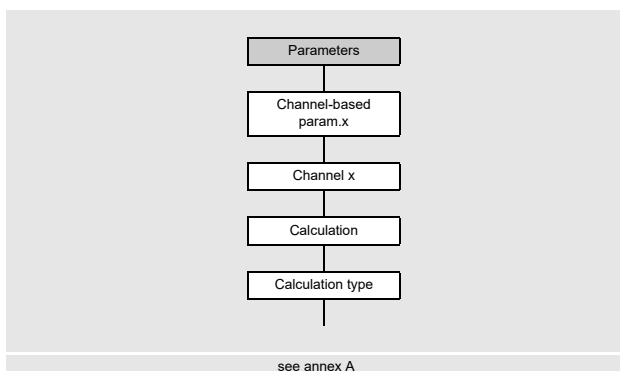 Parameters
Channel-based
param.x
Channel x
Calculation
Calculation type
see annex A